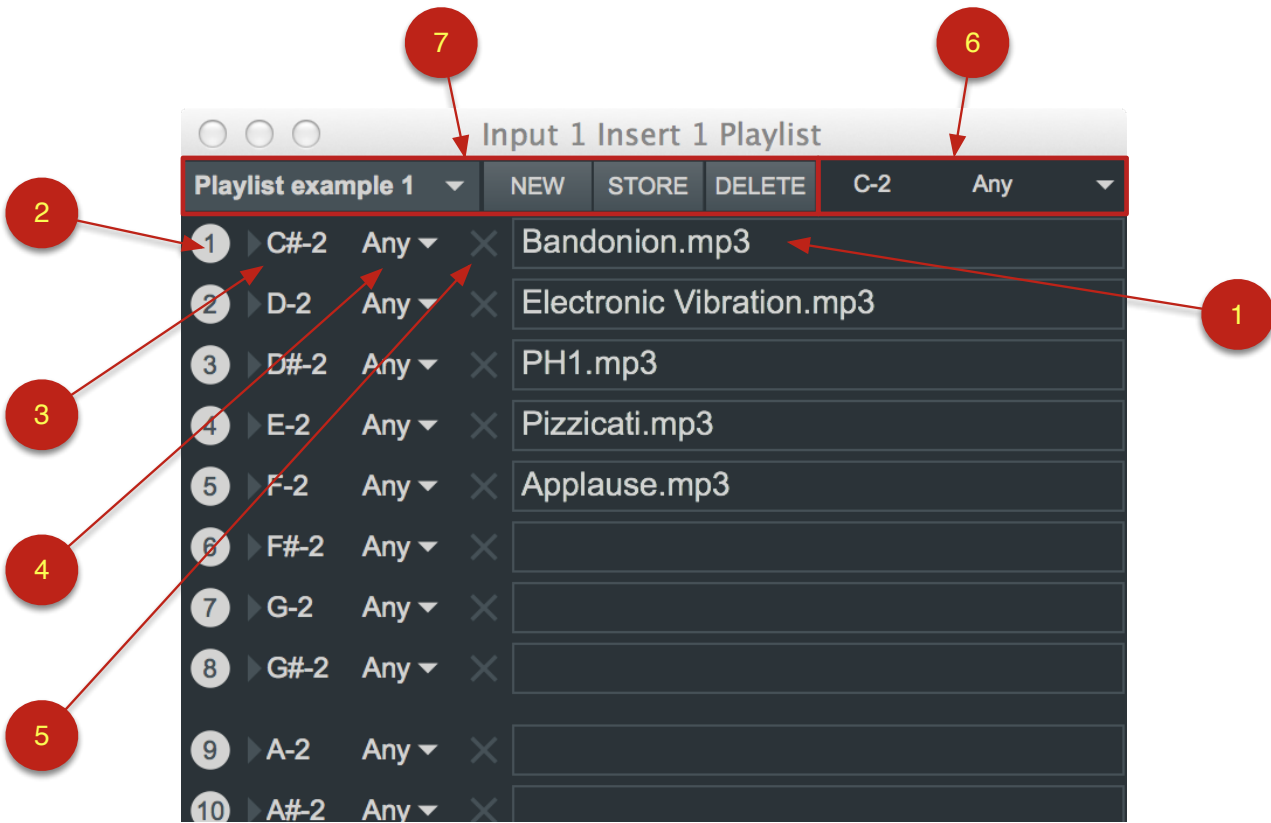 7
6
Input 1 Insert 1 Playlist
Playlist example 1 NEW STORE DELETE C-2 Any
2
1 C#-2 Any Bandonion.mp3
2 D-2 Any Electronic Vibration.mp3
1
3 D#-2 Any PH1.mp3
3
4 E-2 Any Pizzicati.mp3
5 F-2 Any Applause.mp3
6 F#-2 Any
4
7 G-2 Any
8 G#-2 Any
5
9 A-2 Any
10 A#-2 Any